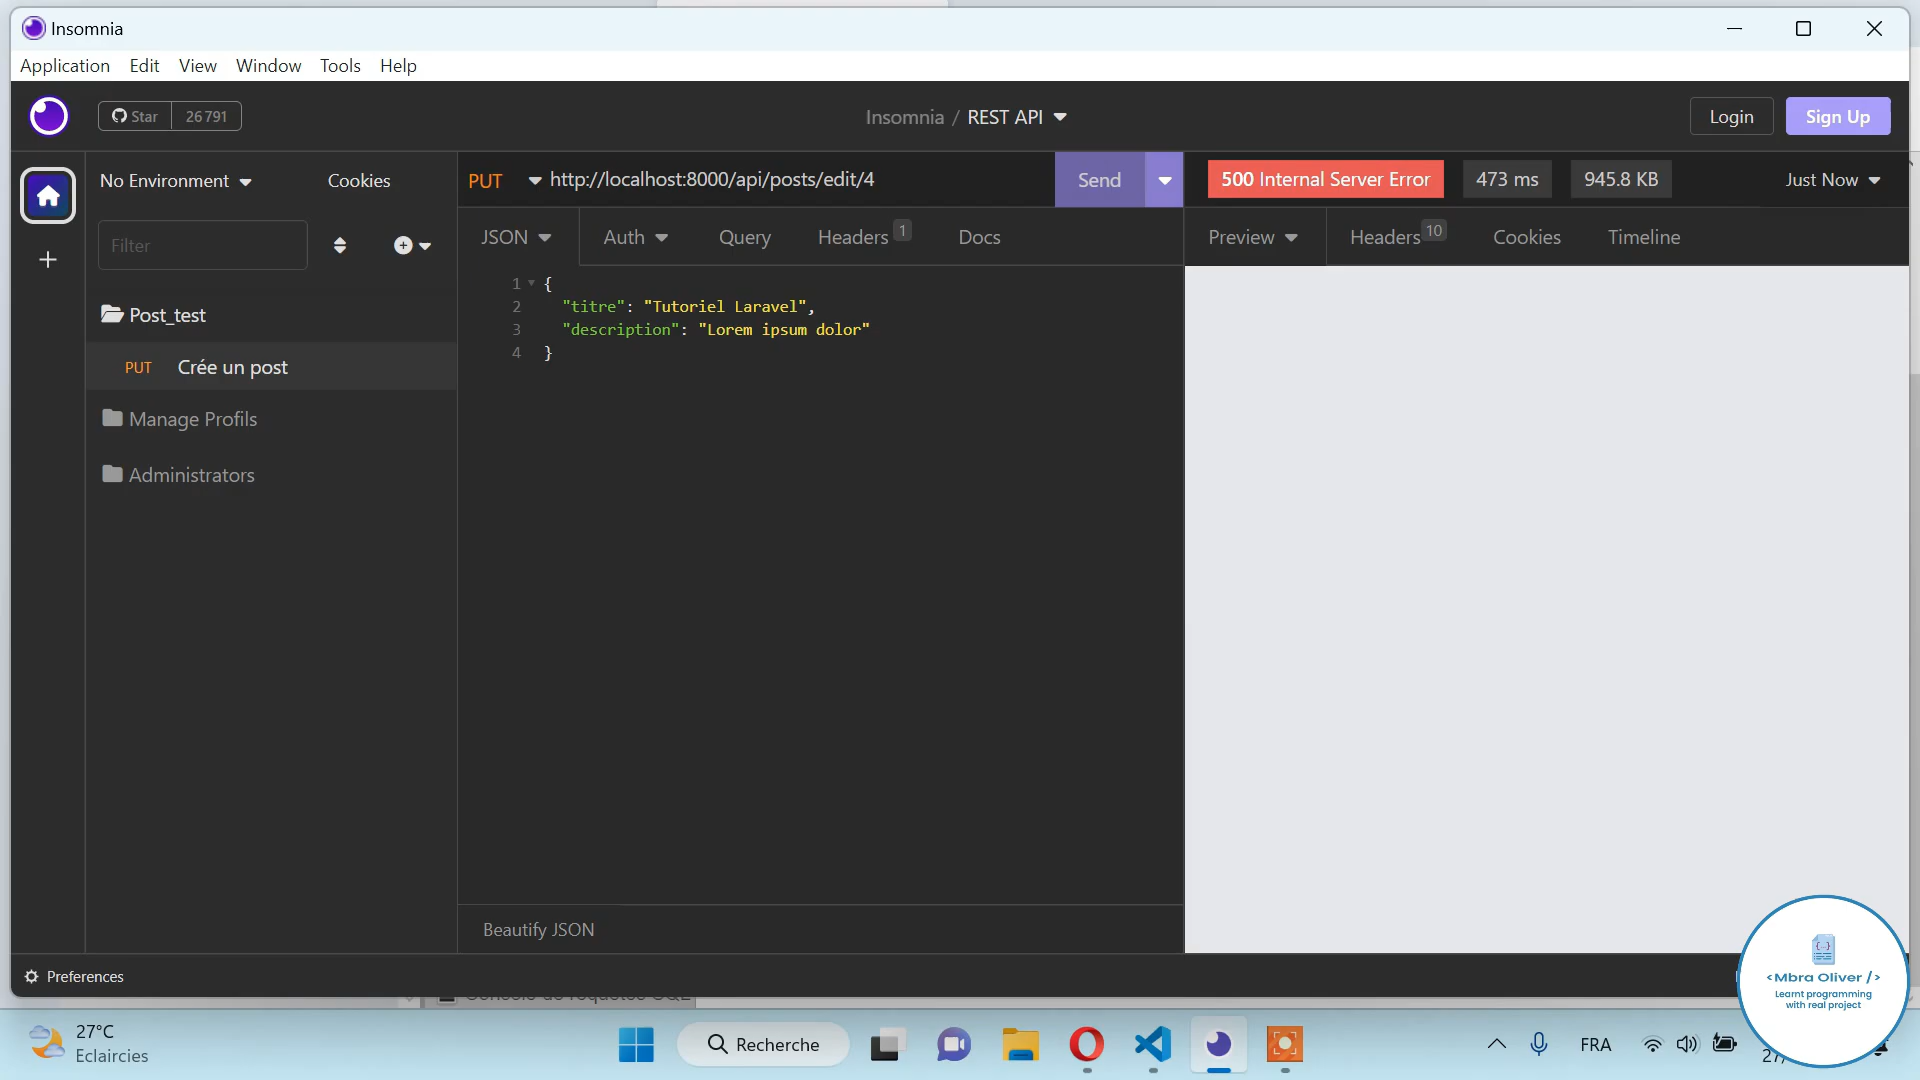 Insomnia
Application Edit View Window Tools Help
Star 26 791
Insomnia / REST API
Login
Sign Up
No Environment
Cookies
PUT http://localhost:8000/api/posts/edit/4
Send
500 Internal Server Error
473 ms
945.8 KB
Just Now
Filter
JSON Auth Query Headers 1 Docs
Preview Headers 10 Cookies Timeline
1 {
2 "titre": "Tutoriel Laravel",
3 "description": "Lorem ipsum dolor"
4 }
Post_test
PUT Crée un post
Manage Profils
Administrators
Beautify JSON
Preferences
<Mbra Oliver />
Learnt programming
with real project
27°C
Eclaircies
Recherche
FRA